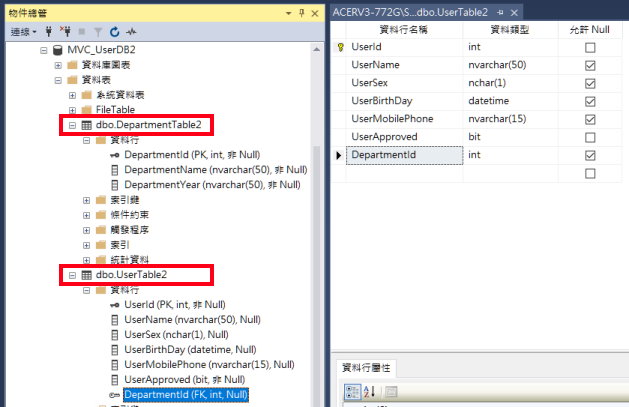 物件總管
連線
MVC_UserDB2
資料庫圖表
資料表
系統資料表
FileTable
dbo.DepartmentTable2
資料行
DepartmentId (PK, int, 非 Null)
DepartmentName (nvarchar(50), 非 Null)
DepartmentYear (nvarchar(50), 非 Null)
索引鍵
條件約束
觸發程序
索引
統計資料
dbo.UserTable2
資料行
UserId (PK, int, 非 Null)
UserName (nvarchar(50), Null)
UserSex (nchar(1), Null)
UserBirthDay (datetime, Null)
UserMobilePhone (nvarchar(15), Null)
UserApproved (bit, 非 Null)
DepartmentId (FK, int, Null)
ACERV3-772G\S...dbo.UserTable2
資料行名稱 資料類型 允許 Null
UserId int
UserName nvarchar(50)
UserSex nchar(1)
UserBirthDay datetime
UserMobilePhone nvarchar(15)
UserApproved bit
DepartmentId int
資料行屬性